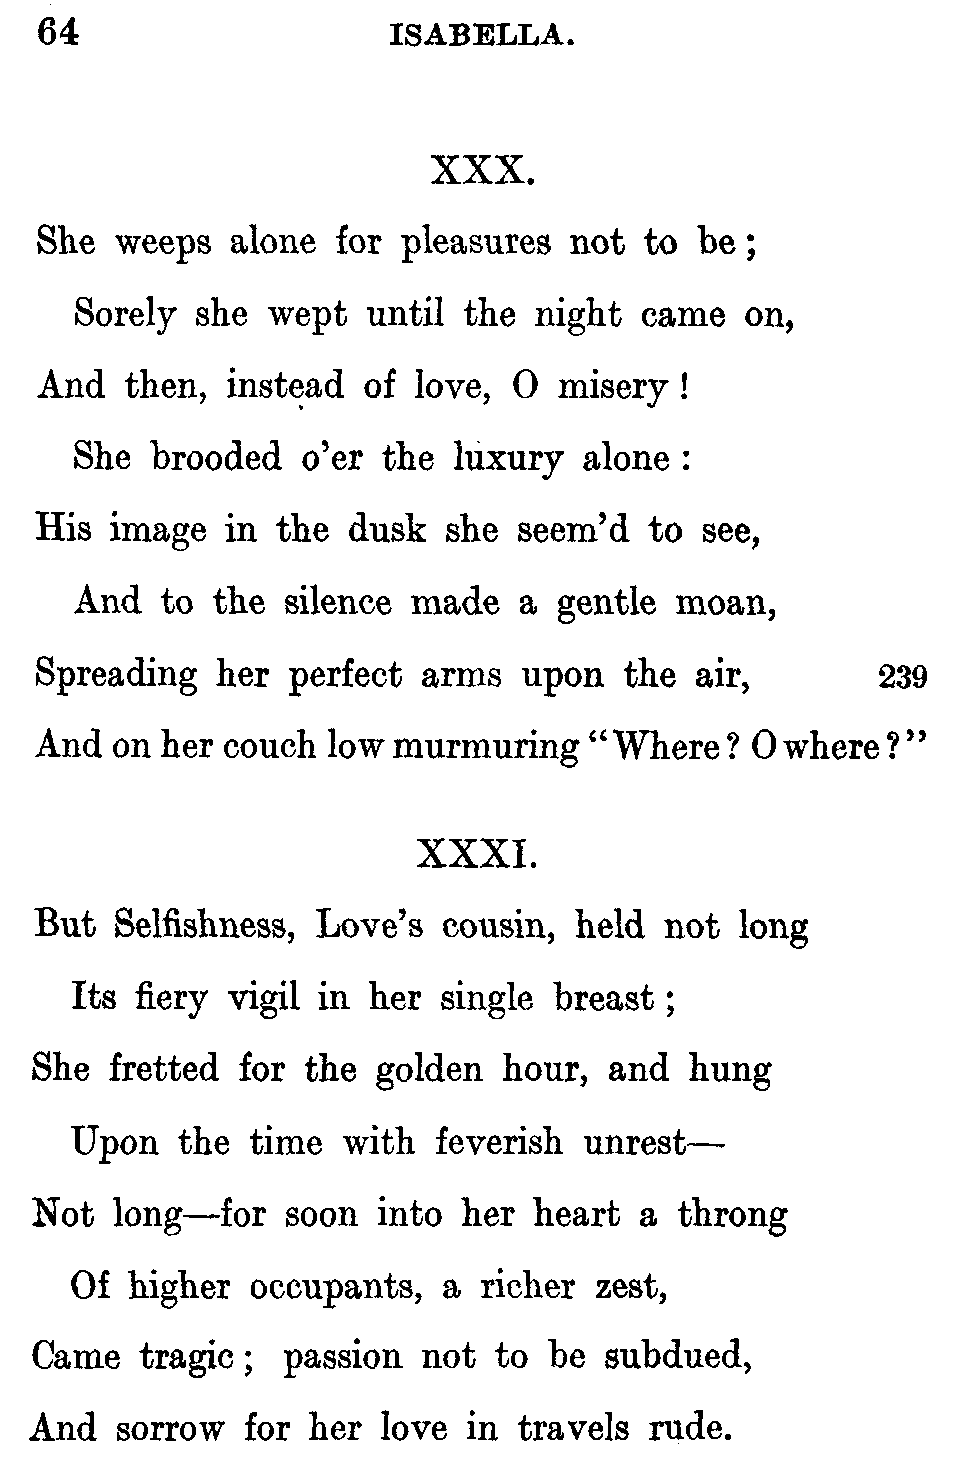 64 ISABELLA.
XXX.
She weeps alone for pleasures not to be;
Sorely she wept until the night came on,
And then, instead of love, O misery!
She brooded o'er the luxury alone:
His image in the dusk she seem'd to see,
And to the silence made a gentle moan,
Spreading her perfect arms upon the air, 239
And on her couch low murmuring "Where? O where?"
XXXI.
But Selfishness, Love's cousin, held not long
Its fiery vigil in her single breast;
She fretted for the golden hour, and hung
Upon the time with feverish unrest—
Not long—for soon into her heart a throng
Of higher occupants, a richer zest,
Came tragic; passion not to be subdued,
And sorrow for her love in travels rude.